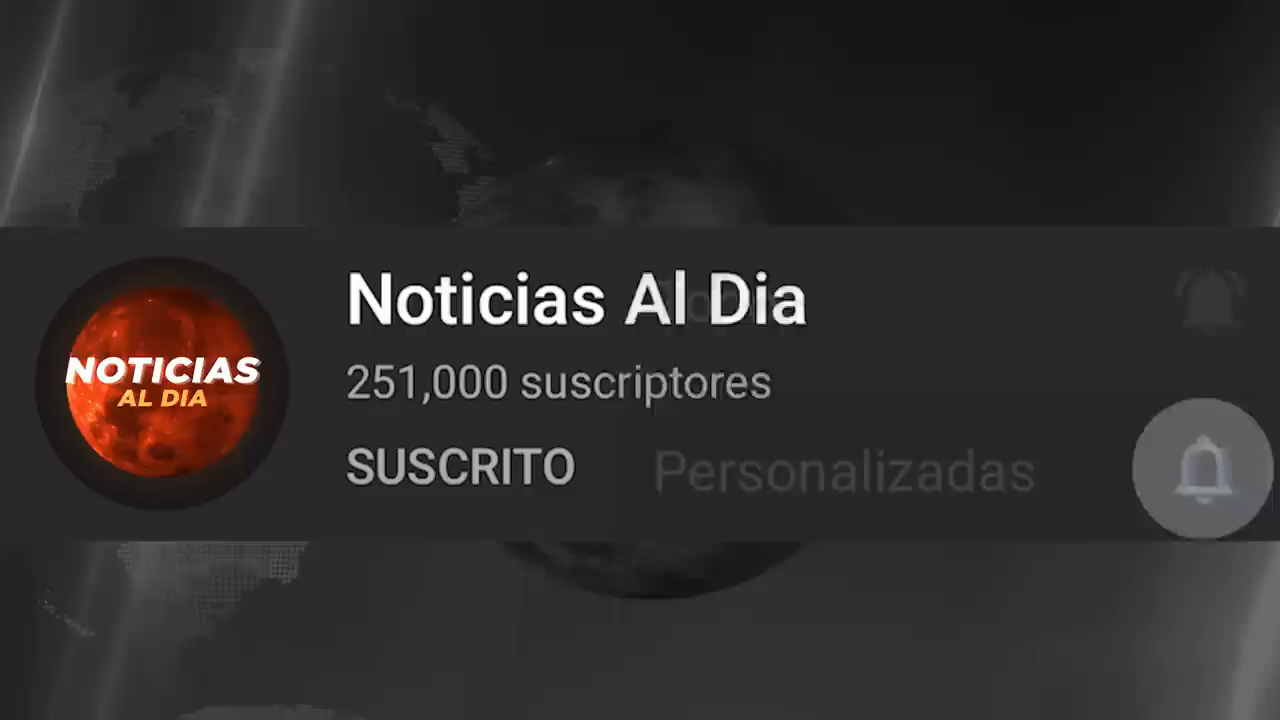 Noticias Al Dia
251,000 suscriptores
SUSCRITO
Personalizadas
NOTICIAS
AL DIA